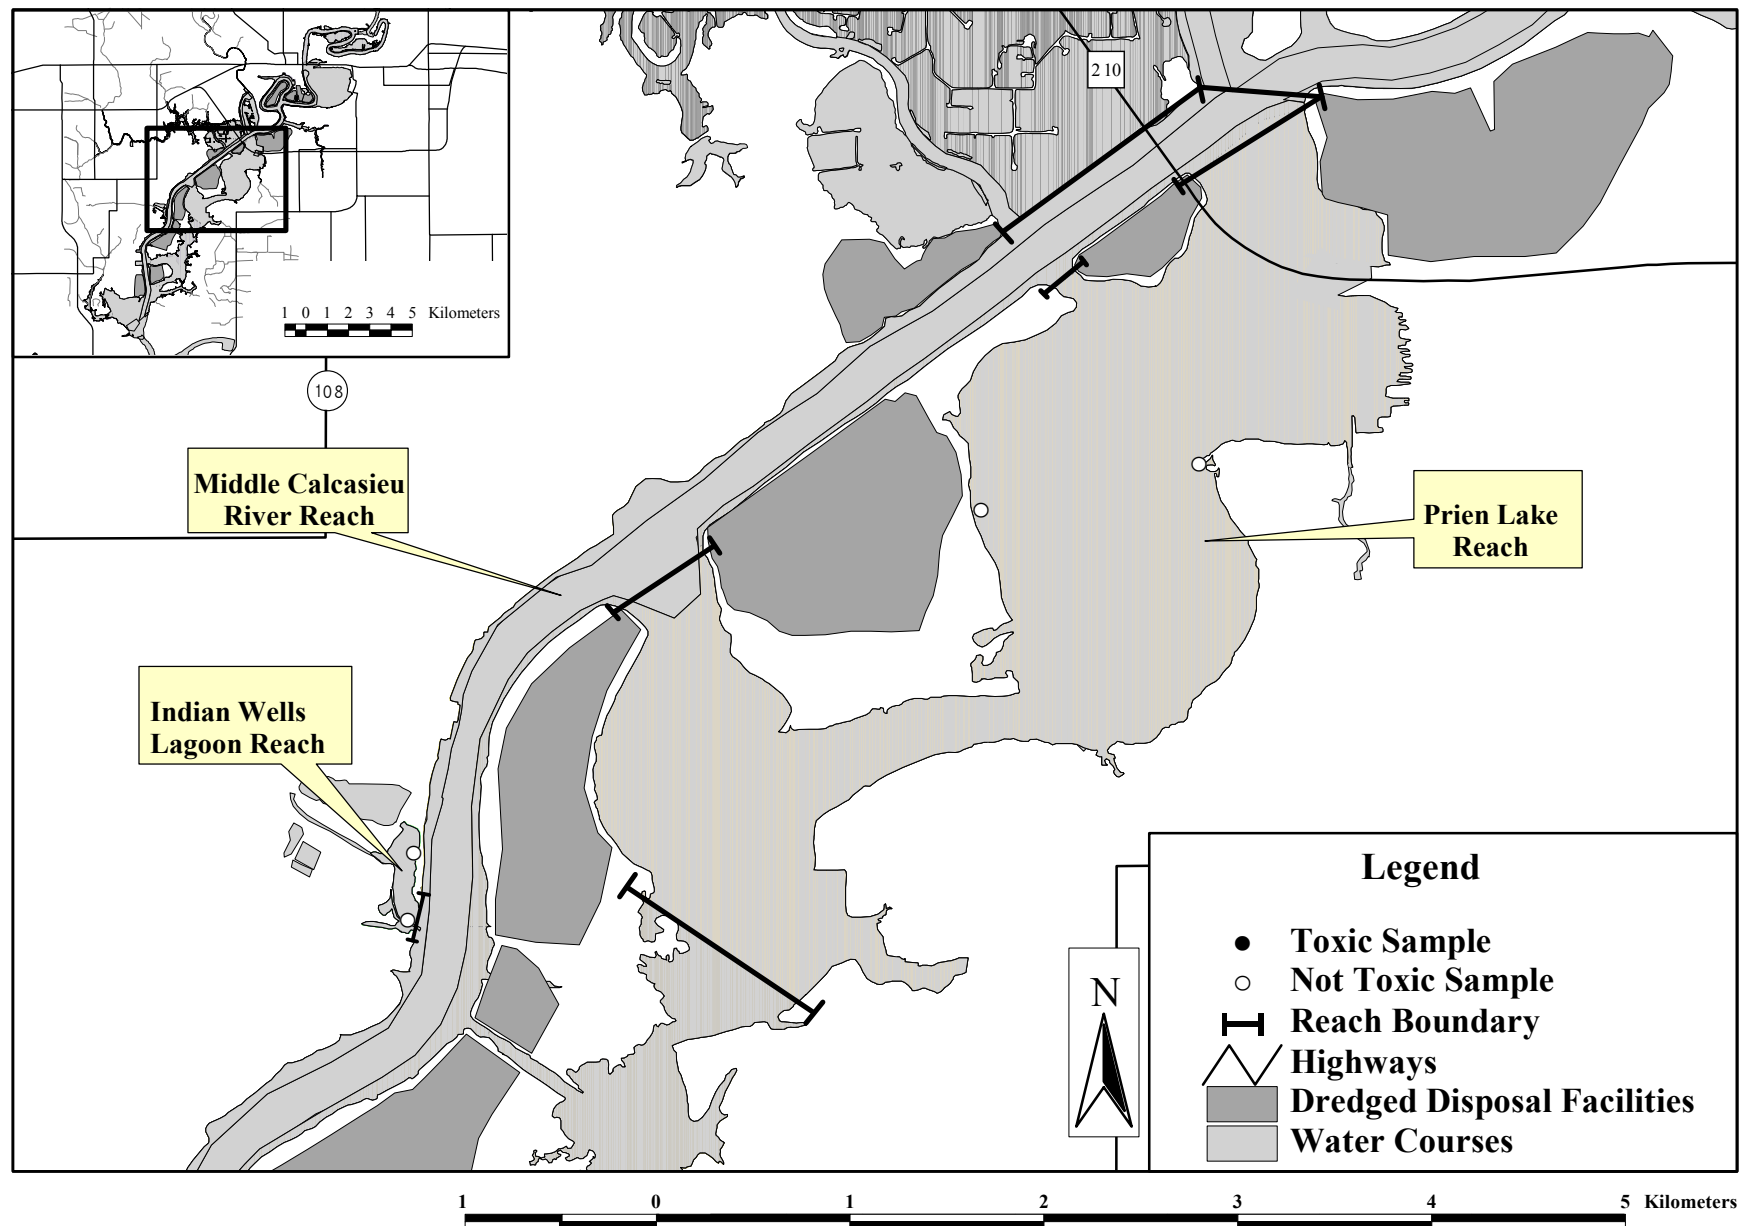 210
1 0 1 2 3 4 5 Kilometers
108
Middle Calcasieu
River Reach
Prien Lake
Reach
Indian Wells
Lagoon Reach
Legend
Toxic Sample
Not Toxic Sample
Reach Boundary
Highways
Dredged Disposal Facilities
Water Courses
N
1 0 1 2 3 4 5 Kilometers